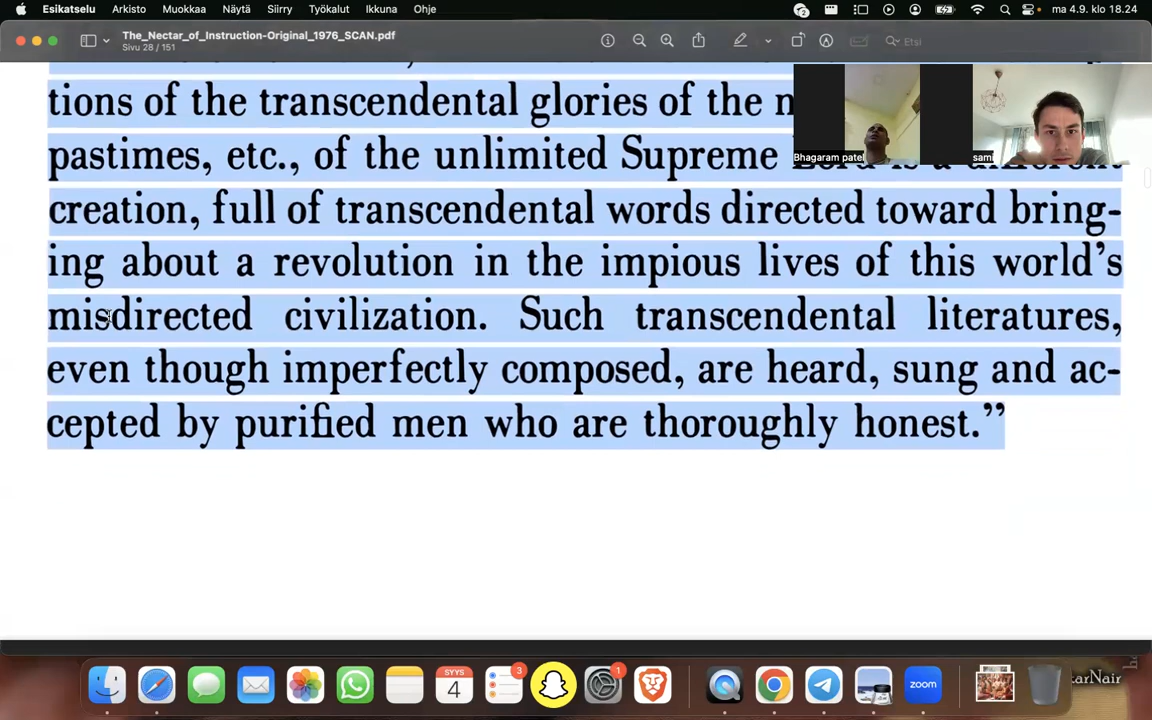 Esikatselu Arkisto Muokkaa Näytä Siirry Työkalut Ikkuna Ohje 2 ma 4.9. klo 18.24
The_Nectar_of_Instruction-Original_1976_SCAN.pdf
Sivu 28 / 151
Etsi
tions of the transcendental glories of the
pastimes, etc., of the unlimited Supreme
Bhagaram patel
sami
creation, full of transcendental words directed toward bring-
ing about a revolution in the impious lives of this world's
misdirected civilization. Such transcendental literatures,
even though imperfectly composed, are heard, sung and ac-
cepted by purified men who are thoroughly honest.”
SYYS
4
3
1
zoom